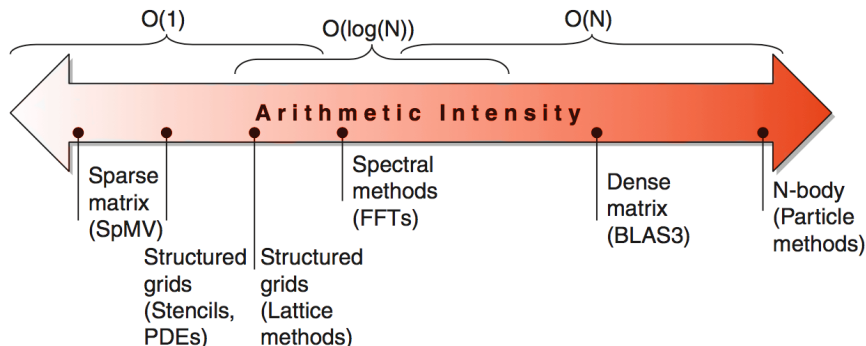 O(1)
O(log(N))
O(N)
Arithmetic Intensity
Sparse
matrix
(SpMV)
Structured
grids
(Stencils,
PDEs)
Structured
grids
(Lattice
methods)
Spectral
methods
(FFTs)
Dense
matrix
(BLAS3)
N-body
(Particle
methods)